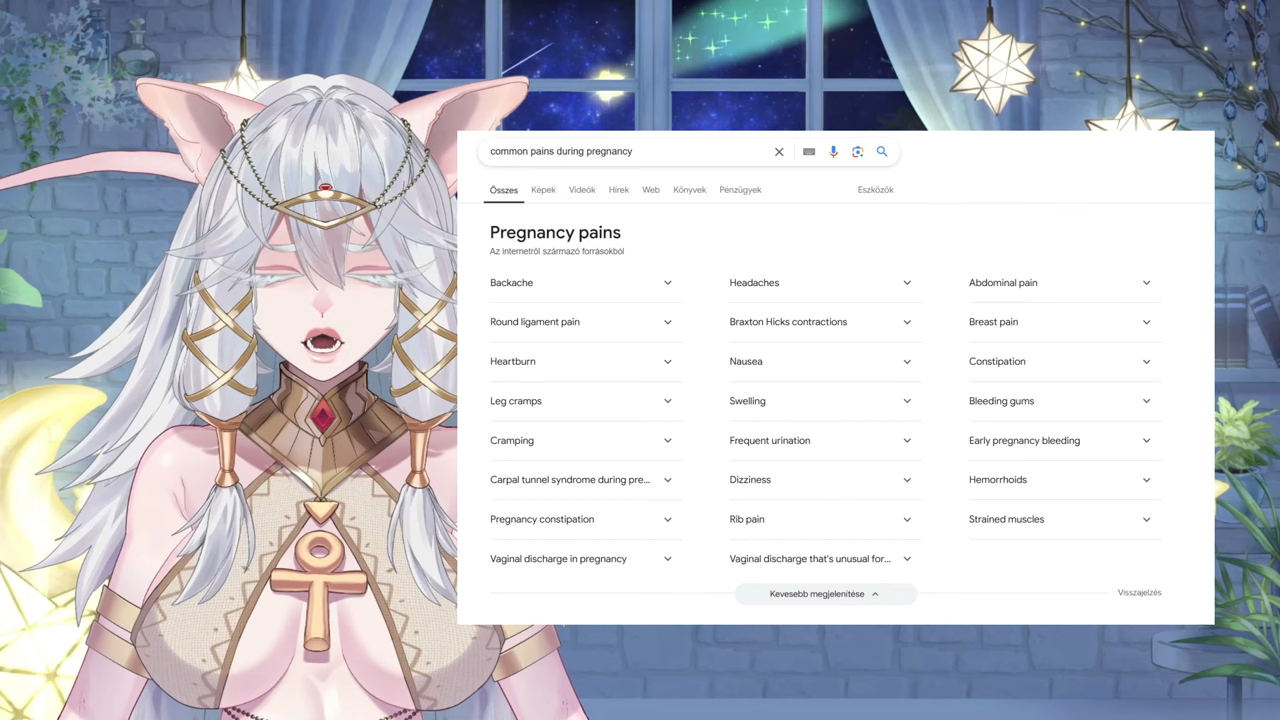 common pains during pregnancy
Összes Képek Videók Hírek Web Könyvek Pénzügyek Eszközök
Pregnancy pains
Az internetről származó forrásokból
Backache Headaches Abdominal pain
Round ligament pain Braxton Hicks contractions Breast pain
Heartburn Nausea Constipation
Leg cramps Swelling Bleeding gums
Cramping Frequent urination Early pregnancy bleeding
Carpal tunnel syndrome during pre... Dizziness Hemorrhoids
Pregnancy constipation Rib pain Strained muscles
Vaginal discharge in pregnancy Vaginal discharge that's unusual for...
Kevesebb megjelenítése Visszajelzés